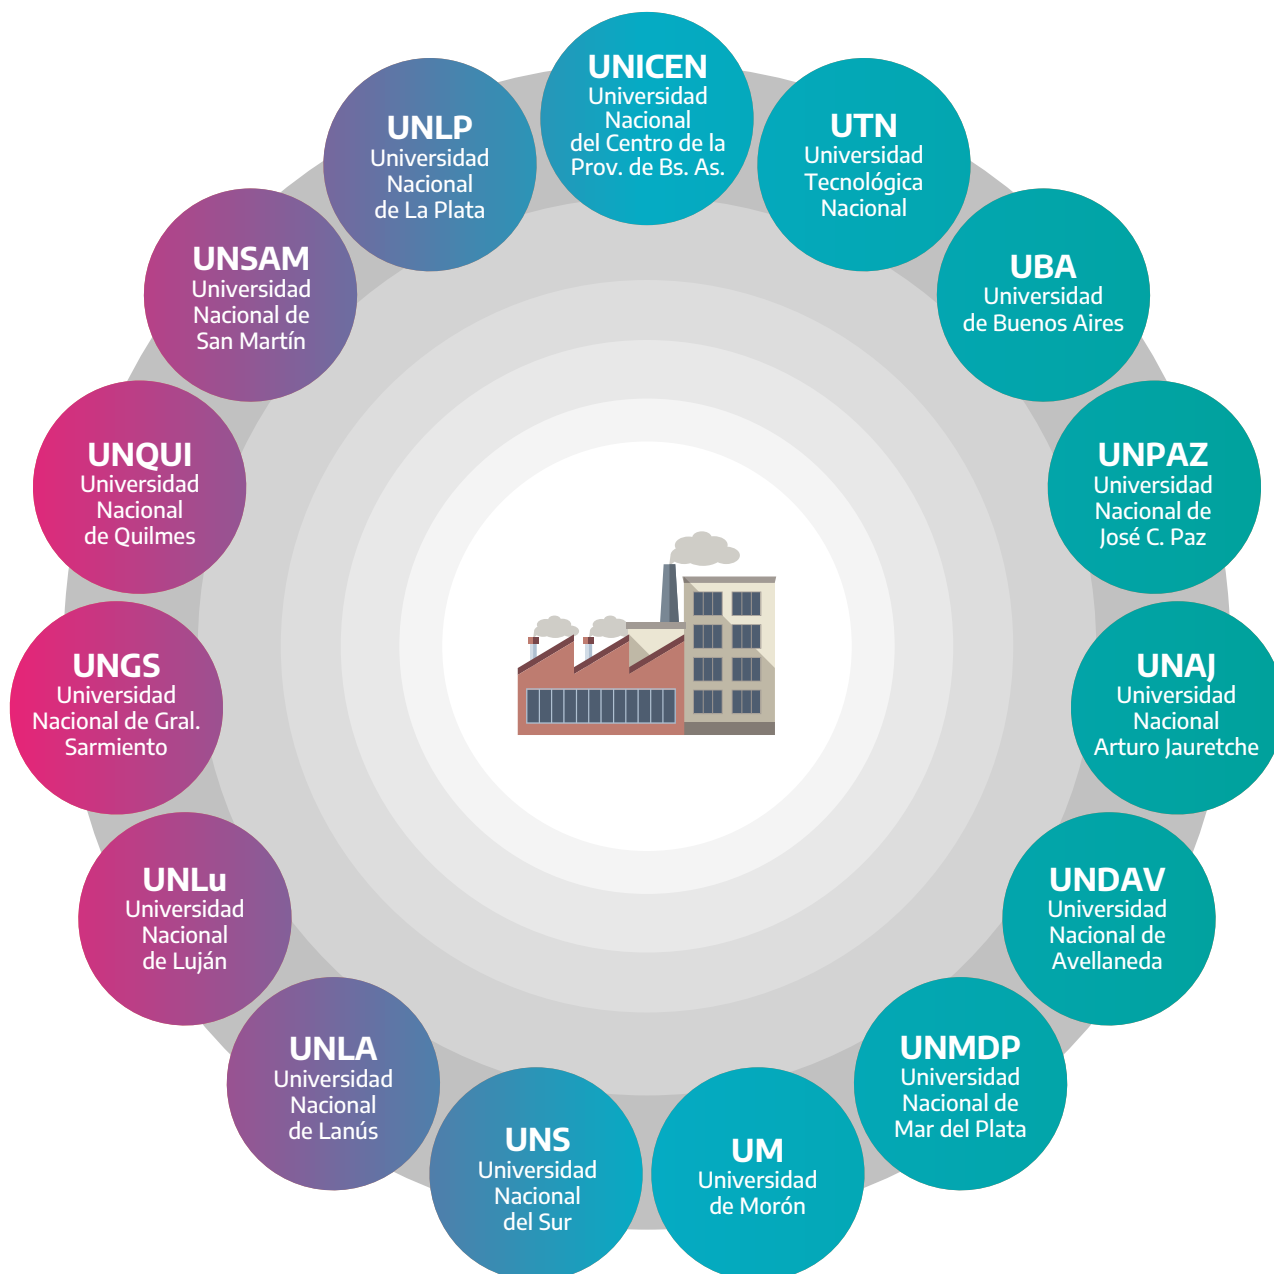 UNICEN
Universidad
Nacional
del Centro de la
Prov. de Bs. As.
UTN
Universidad
Tecnológica
Nacional
UBA
Universidad
de Buenos Aires
UNPAZ
Universidad
Nacional de
José C. Paz
UNAJ
Universidad
Nacional
Arturo Jauretche
UNDAV
Universidad
Nacional de
Avellaneda
UNMDP
Universidad
Nacional de
Mar del Plata
UM
Universidad
de Morón
UNS
Universidad
Nacional
del Sur
UNLA
Universidad
Nacional
de Lanús
UNLu
Universidad
Nacional
de Luján
UNGS
Universidad
Nacional de Gral.
Sarmiento
UNQUI
Universidad
Nacional
de Quilmes
UNSAM
Universidad
Nacional de
San Martín
UNLP
Universidad
Nacional
de La Plata